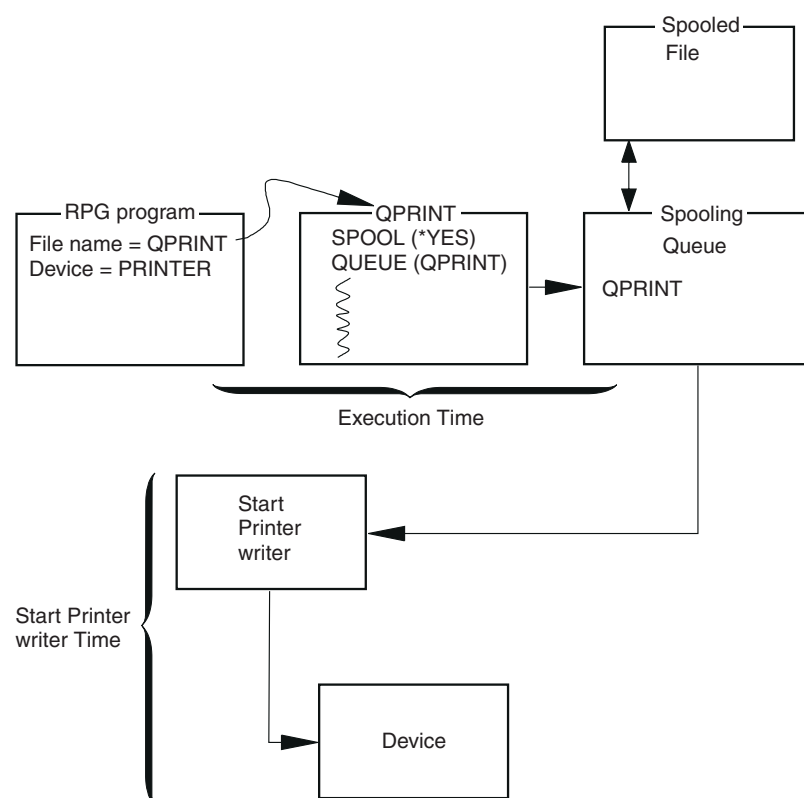 Spooled
File
RPG program
File name = QPRINT
Device = PRINTER
QPRINT
SPOOL (*YES)
QUEUE (QPRINT)
Spooling
Queue
QPRINT
Execution Time
Start
Printer
writer
Start Printer
writer Time
Device